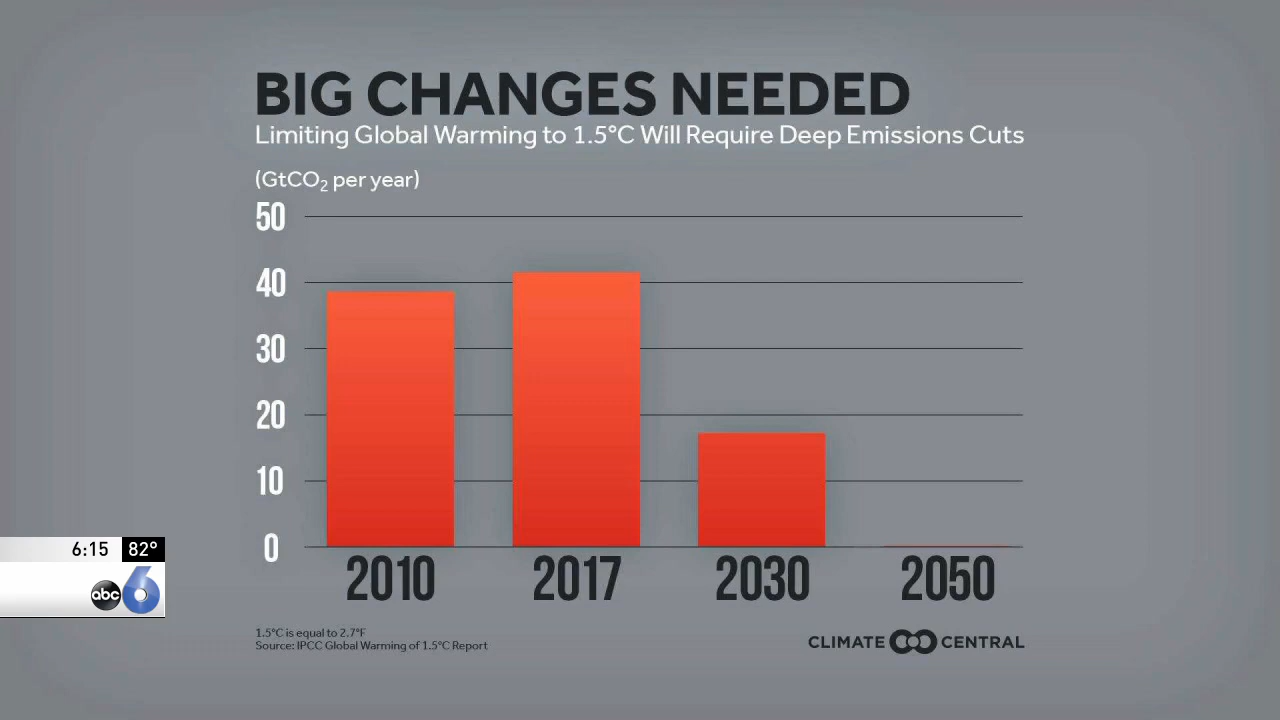 BIG CHANGES NEEDED
Limiting Global Warming to 1.5°C Will Require Deep Emissions Cuts
(GtCO₂ per year)
50
40
30
20
10
0
2010 2017 2030 2050
6:15 82°
abc 6
1.5°C is equal to 2.7°F
Source: IPCC Global Warming of 1.5°C Report
CLIMATE CENTRAL